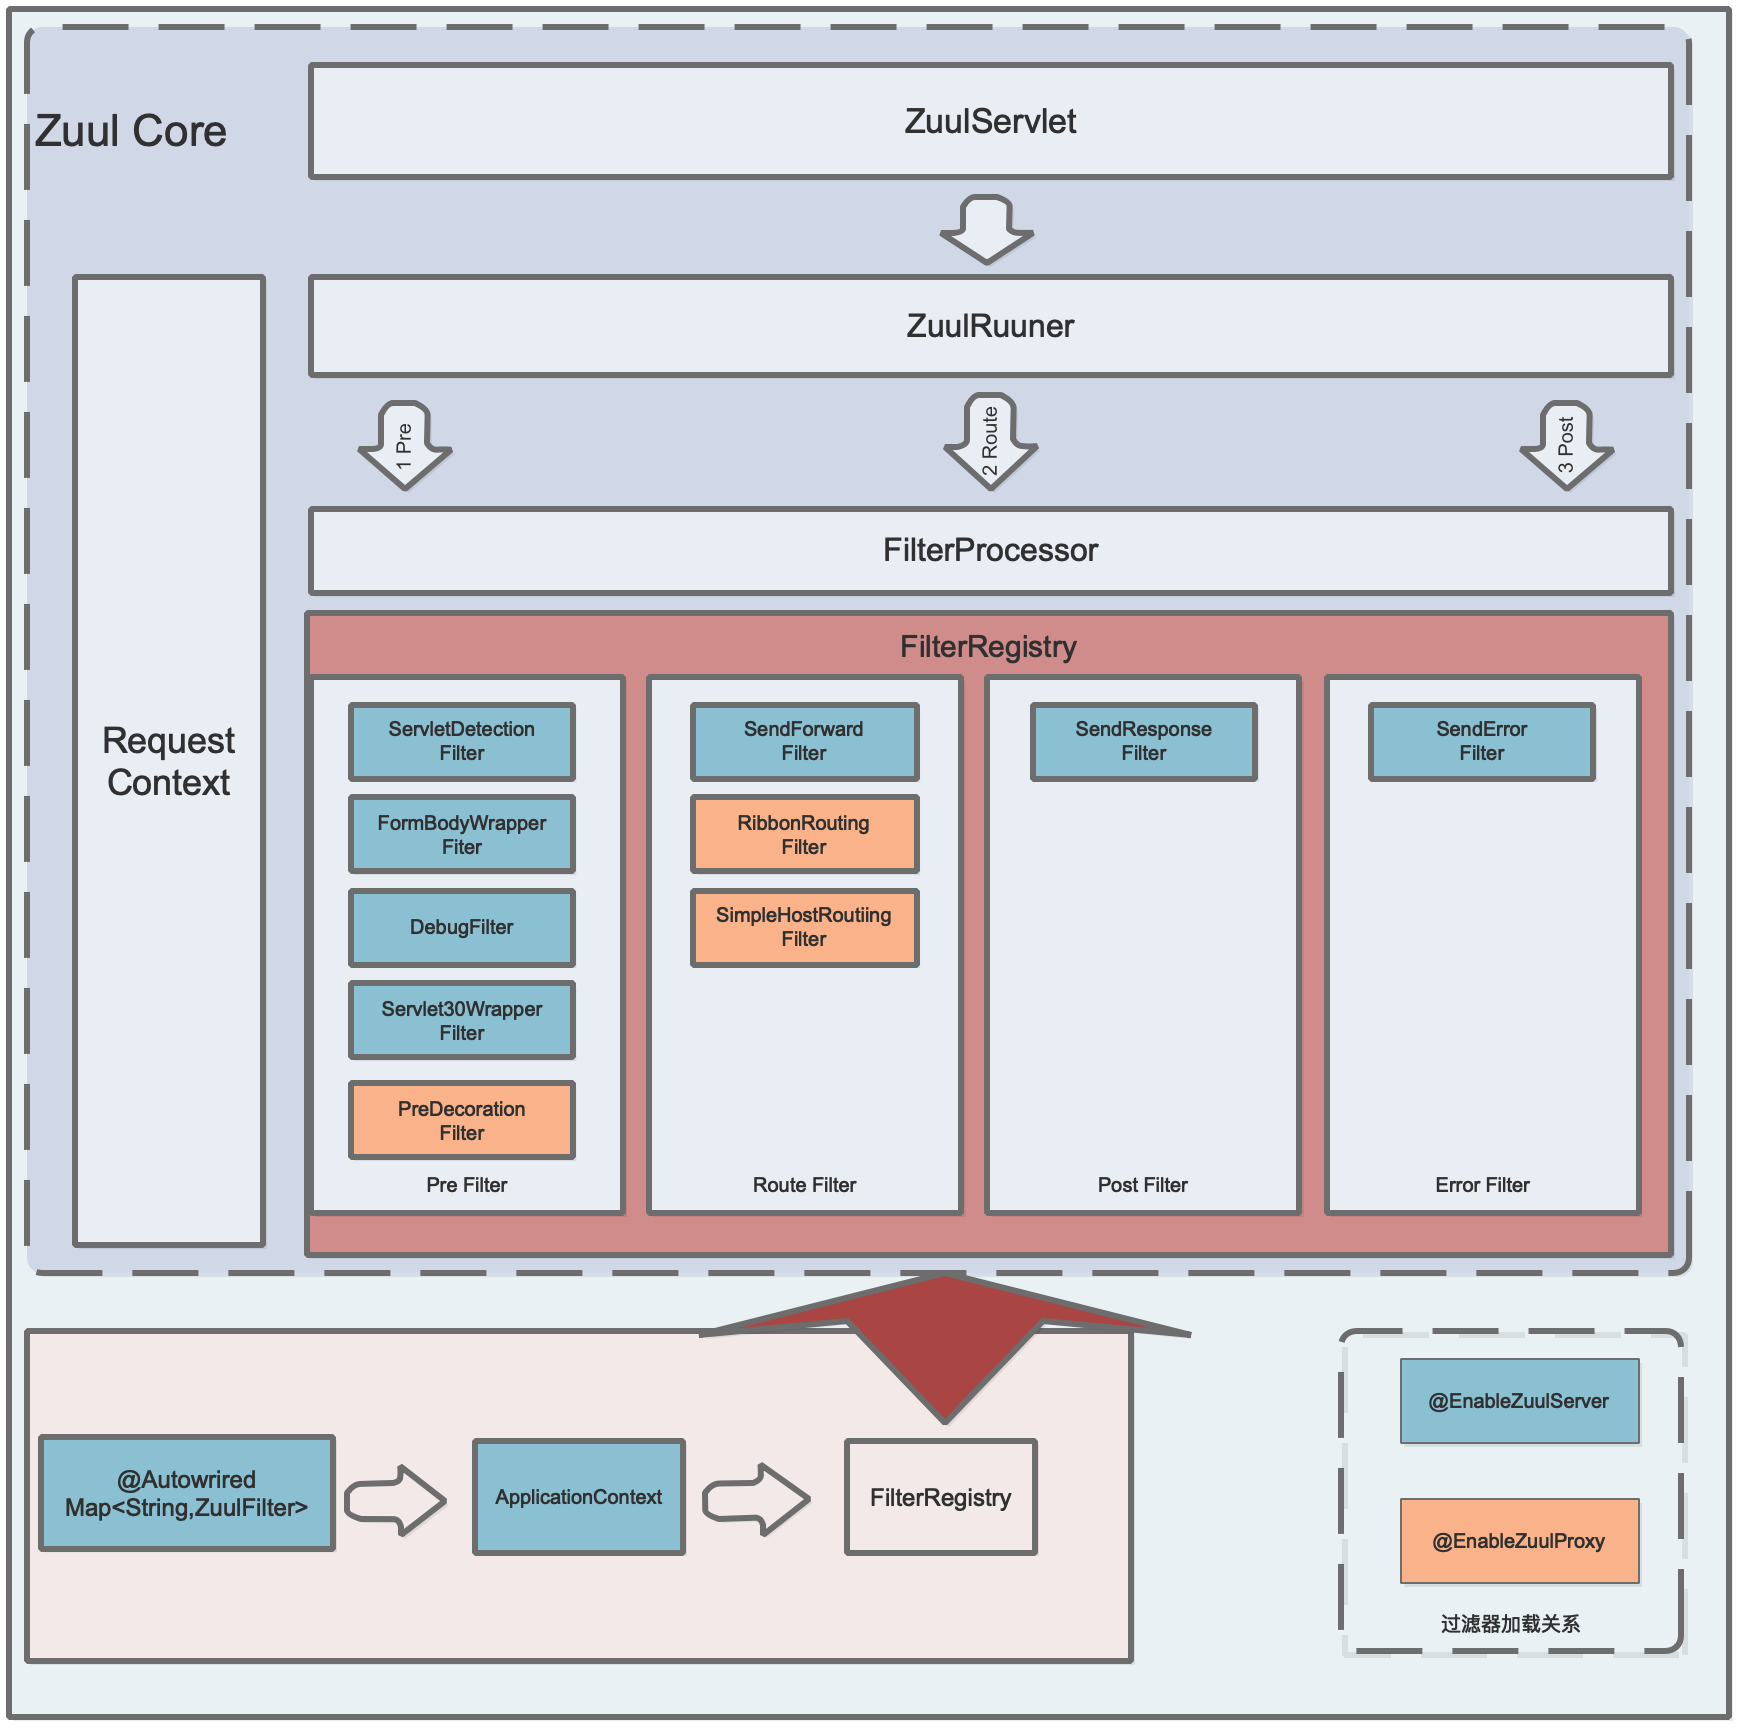 Zuul Core
ZuulServlet
ZuulRuuner
1 Pre
2 Route
3 Post
Request
Context
FilterProcessor
FilterRegistry
ServletDetection
Filter
FormBodyWrapper
Fiter
DebugFilter
Servlet30Wrapper
Filter
PreDecoration
Filter
Pre Filter
SendForward
Filter
RibbonRouting
Filter
SimpleHostRoutiing
Filter
Route Filter
SendResponse
Filter
Post Filter
SendError
Filter
Error Filter
@Autowrired
Map<String,ZuulFilter>
ApplicationContext
FilterRegistry
@EnableZuulServer
@EnableZuulProxy
过滤器加载关系